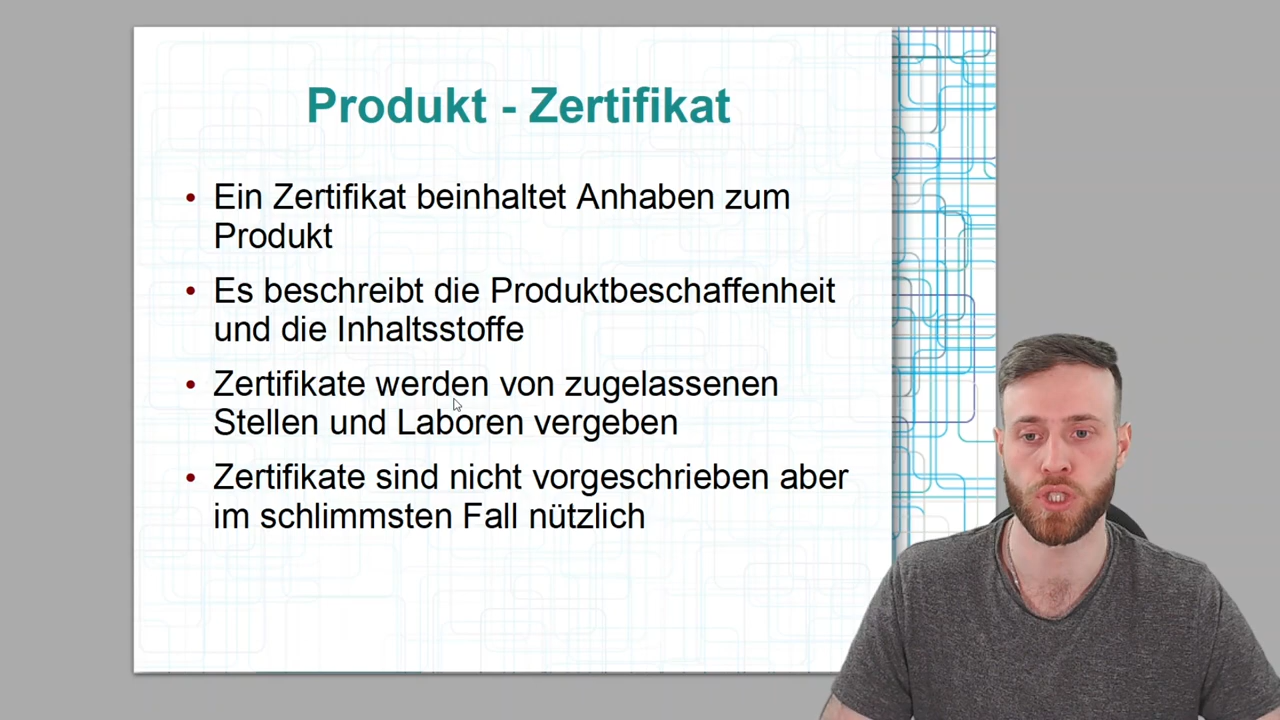 Produkt - Zertifikat
• Ein Zertifikat beinhaltet Anhaben zum
Produkt
• Es beschreibt die Produktbeschaffenheit
und die Inhaltsstoffe
• Zertifikate werden von zugelassenen
Stellen und Laboren vergeben
• Zertifikate sind nicht vorgeschrieben aber
im schlimmsten Fall nützlich